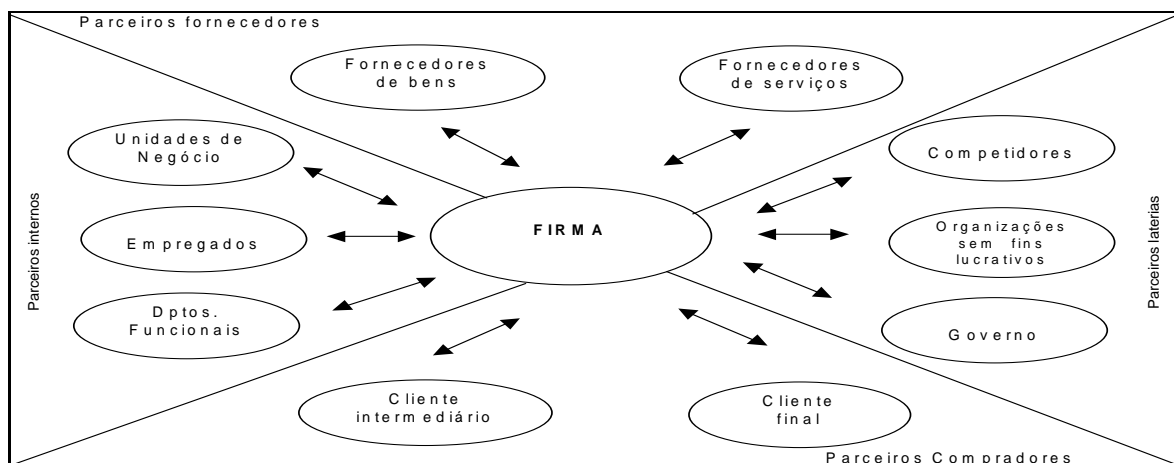 Parceiros fornecedores
Fornecedores
de bens
Fornecedores
de serviços
Unidades de
Negócio
Competidores
Parceiros internos
Empregados
FIRMA
Organizações
sem fins
lucrativos
Parceiros laterias
Dptos.
Funcionais
Governo
Cliente
intermediário
Cliente
final
Parceiros Compradores